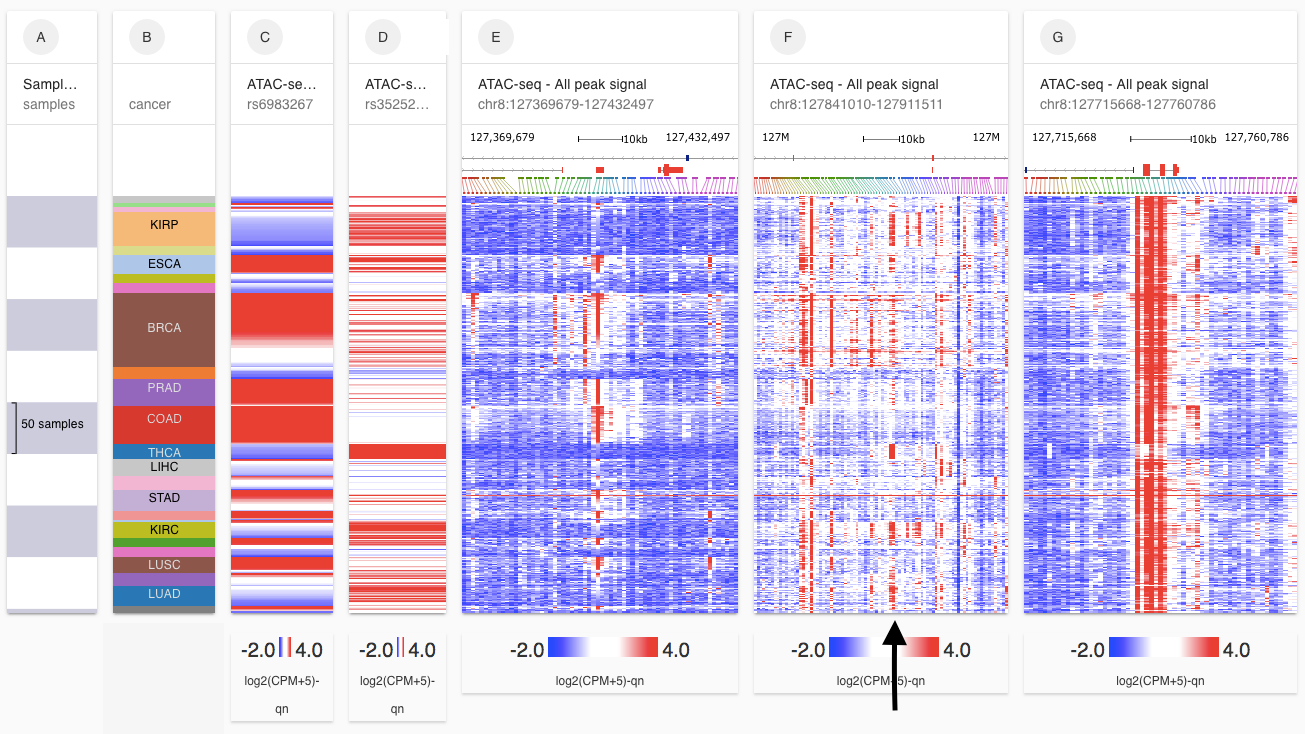 A
B
C
D
E
F
G
Sampl…
samples
cancer
ATAC-se…
rs6983267
ATAC-s…
rs35252…
ATAC-seq - All peak signal
chr8:127369679-127432497
ATAC-seq - All peak signal
chr8:127841010-127911511
ATAC-seq - All peak signal
chr8:127715668-127760786
127,369,679 10kb 127,432,497
127M 10kb 127M
127,715,668 10kb 127,760,786
50 samples
KIRP
ESCA
BRCA
PRAD
COAD
THCA
LIHC
STAD
KIRC
LUSC
LUAD
-2.0 4.0
log2(CPM+5)-
qn
-2.0 4.0
log2(CPM+5)-
qn
-2.0 4.0
log2(CPM+5)-qn
-2.0 4.0
log2(CPM+5)-qn
-2.0 4.0
log2(CPM+5)-qn